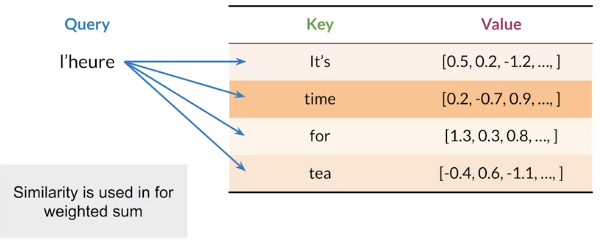 Query Key Value
l'heure It's [0.5, 0.2, -1.2, ..., ]
time [0.2, -0.7, 0.9, ..., ]
for [1.3, 0.3, 0.8, ..., ]
tea [-0.4, 0.6, -1.1, ..., ]
Similarity is used in for
weighted sum